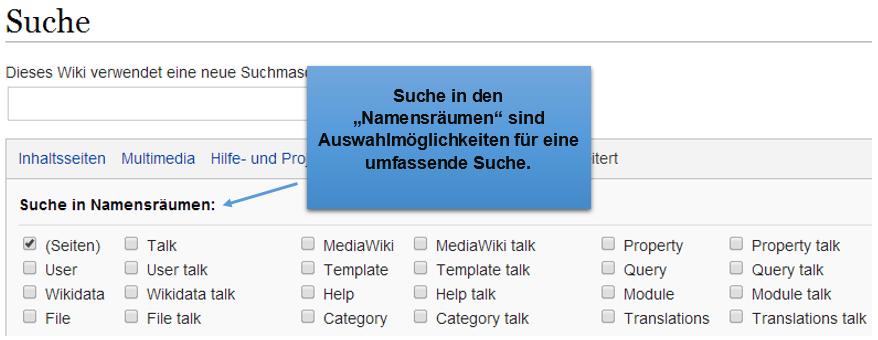 Suche
Dieses Wiki verwendet eine neue
Suche in den
„Namensräumen“ sind
Auswahlmöglichkeiten für eine
umfassende Suche.
Inhaltsseiten Multimedia Hilfe- und
Suche in Namensräumen:
(Seiten) Talk MediaWiki MediaWiki talk Property Property talk
User User talk Template Template talk Query Query talk
Wikidata Wikidata talk Help Help talk Module Module talk
File File talk Category Category talk Translations Translations talk